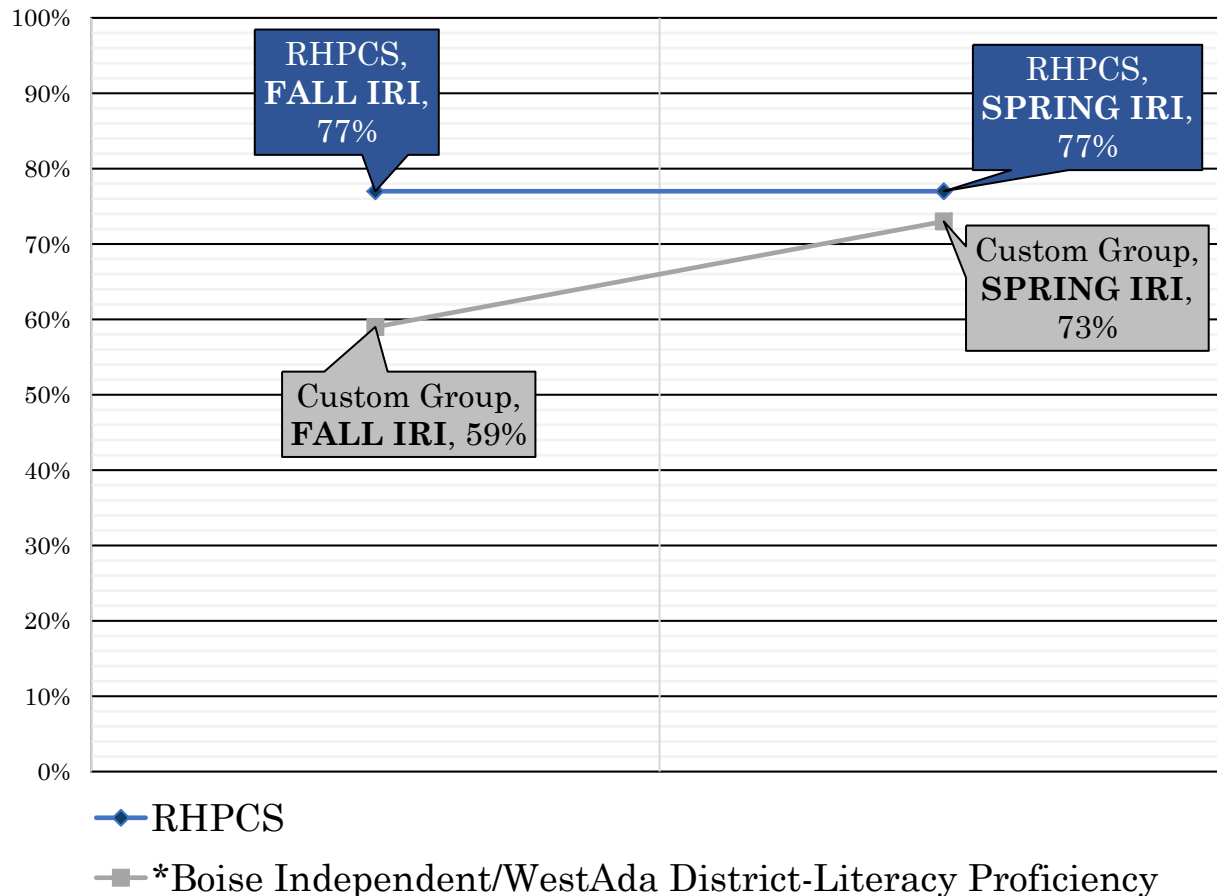 100%
90%
80%
70%
60%
50%
40%
30%
20%
10%
0%
RHPCS,
FALL IRI,
77%
RHPCS,
SPRING IRI,
77%
Custom Group,
SPRING IRI,
73%
Custom Group,
FALL IRI, 59%
RHPCS
*Boise Independent/WestAda District-Literacy Proficiency